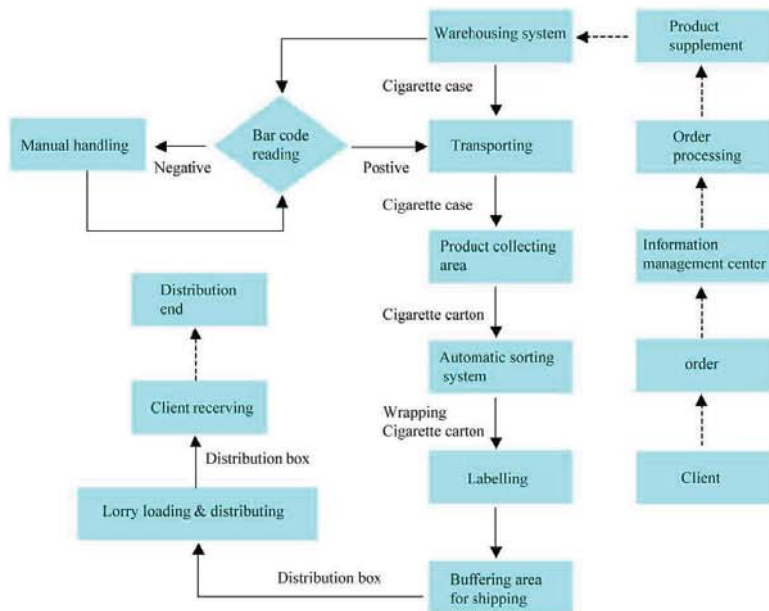 Warehousing system
Product
supplement
Cigarette case
Manual handling
Bar code
reading
Negative
Postive
Transporting
Order
processing
Cigarette case
Product collecting
area
Information
management center
Distribution
end
Cigarette carton
Automatic sorting
system
order
Client recerving
Wrapping
Cigarette carton
Distribution box
Labelling
Client
Lorry loading & distributing
Distribution box
Buffering area
for shipping